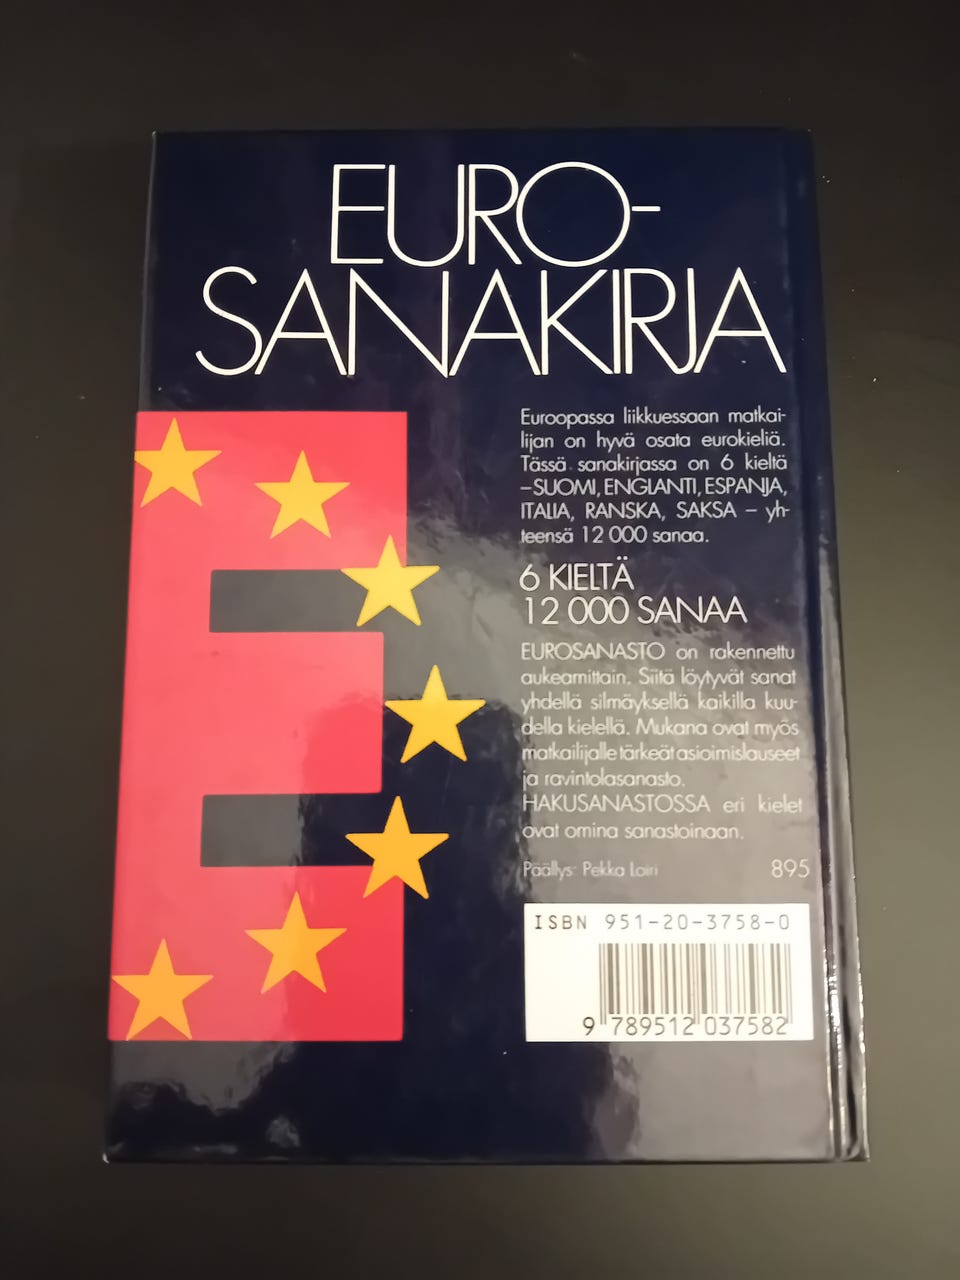 EURO-
SANAKIRJA
Euroopassa liikkuessaan matkai-
lijan on hyvä osata eurokieliä.
Tässä sanakirjassa on 6 kieltä
–SUOMI, ENGLANTI, ESPANJA,
ITALIA, RANSKA, SAKSA – yh-
teensä 12 000 sanaa.
6 KIELTÄ
12 000 SANAA
EUROSANASTO on rakennettu
aukeamittain. Siitä löytyvät sanat
yhdellä silmäyksellä kaikilla kuu-
della kielellä. Mukana ovat myös
matkailijalle tärkeät asioimislauseet
ja ravintolasanasto.
HAKUSANASTOSSA eri kielet
ovat omina sanastoinaan.
Päällys: Pekka Loiri 895
ISBN 951-20-3758-0
9 789512 037582